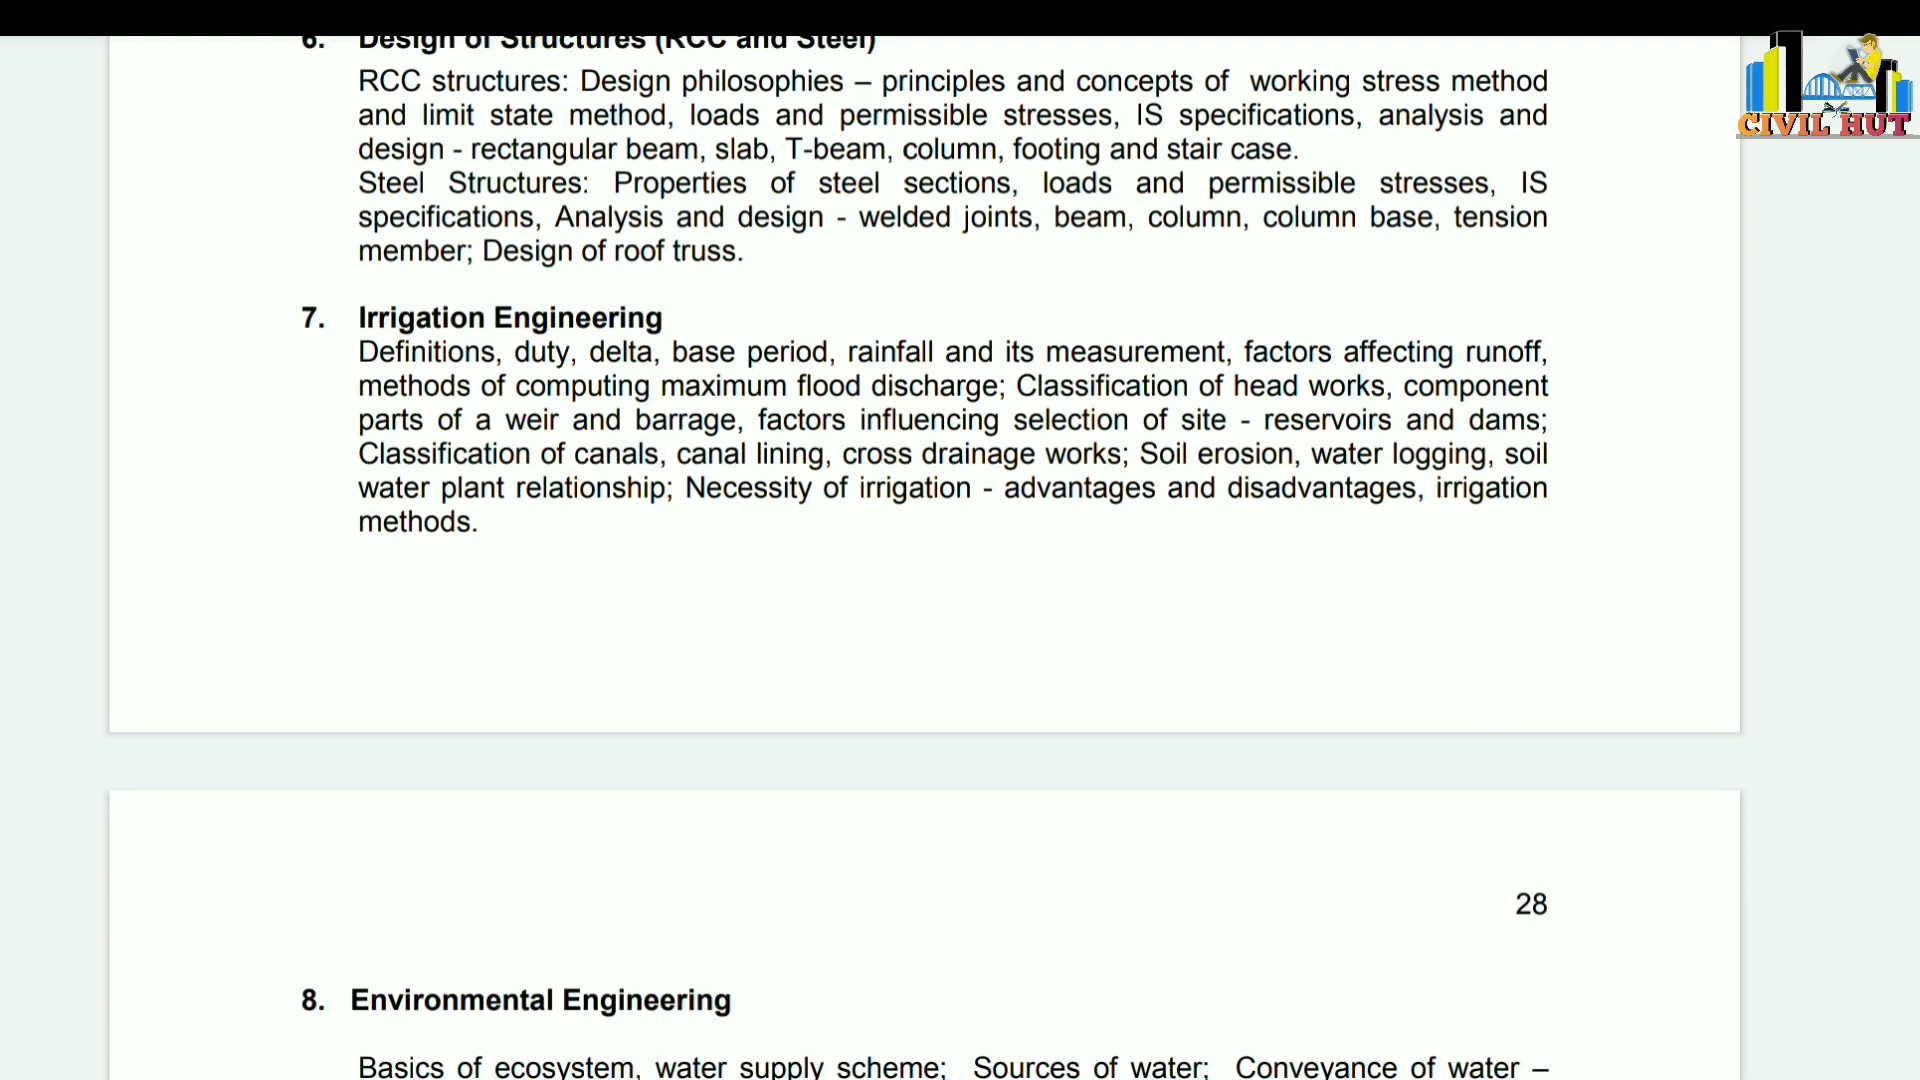 6. Design of Structures (RCC and Steel)
RCC structures: Design philosophies – principles and concepts of working stress method
and limit state method, loads and permissible stresses, IS specifications, analysis and
design - rectangular beam, slab, T-beam, column, footing and stair case.
Steel Structures: Properties of steel sections, loads and permissible stresses, IS
specifications, Analysis and design - welded joints, beam, column, column base, tension
member; Design of roof truss.
7. Irrigation Engineering
Definitions, duty, delta, base period, rainfall and its measurement, factors affecting runoff,
methods of computing maximum flood discharge; Classification of head works, component
parts of a weir and barrage, factors influencing selection of site - reservoirs and dams;
Classification of canals, canal lining, cross drainage works; Soil erosion, water logging, soil
water plant relationship; Necessity of irrigation - advantages and disadvantages, irrigation
methods.
28
8. Environmental Engineering
Basics of ecosystem, water supply scheme; Sources of water; Conveyance of water –
CIVIL HUT